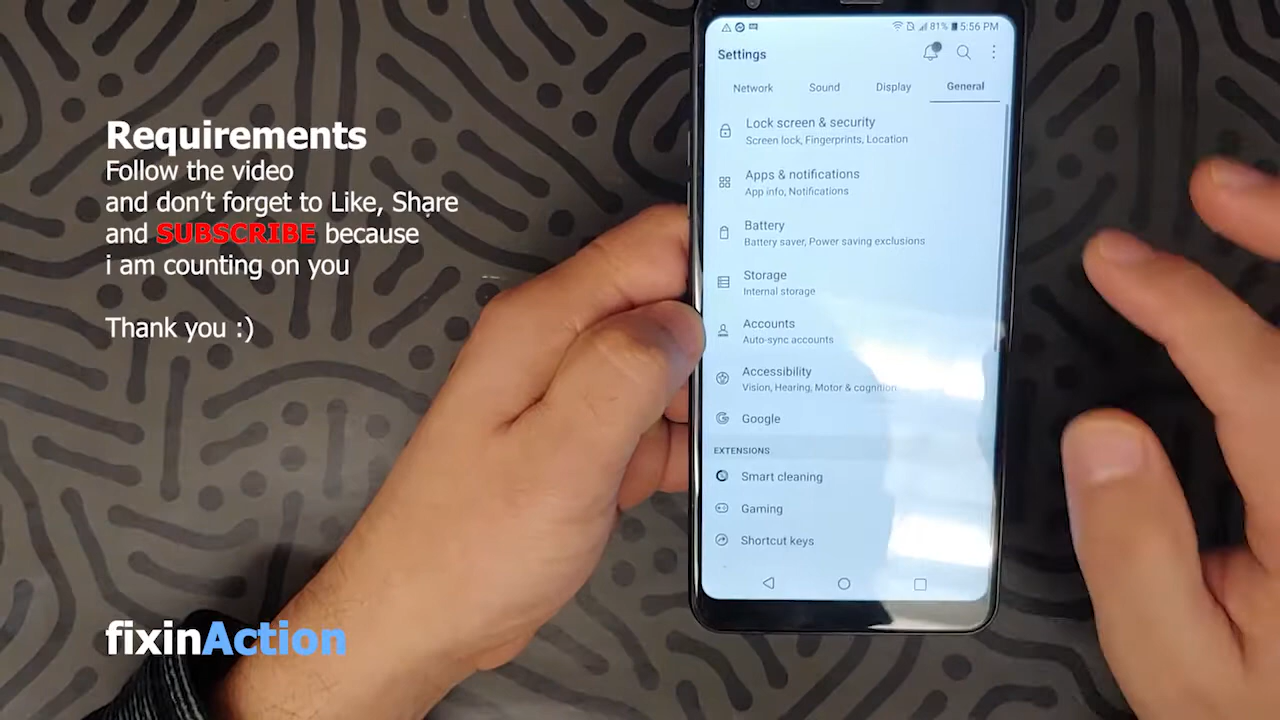 Requirements
Follow the video
and don't forget to Like, Share
and SUBSCRIBE because
i am counting on you
Thank you :)
fixinAction
81% 5:56 PM
Settings
Network Sound Display General
Lock screen & security
Screen lock, Fingerprints, Location
Apps & notifications
App info, Notifications
Battery
Battery saver, Power saving exclusions
Storage
Internal storage
Accounts
Auto-sync accounts
Accessibility
Vision, Hearing, Motor & cognition
Google
EXTENSIONS
Smart cleaning
Gaming
Shortcut keys